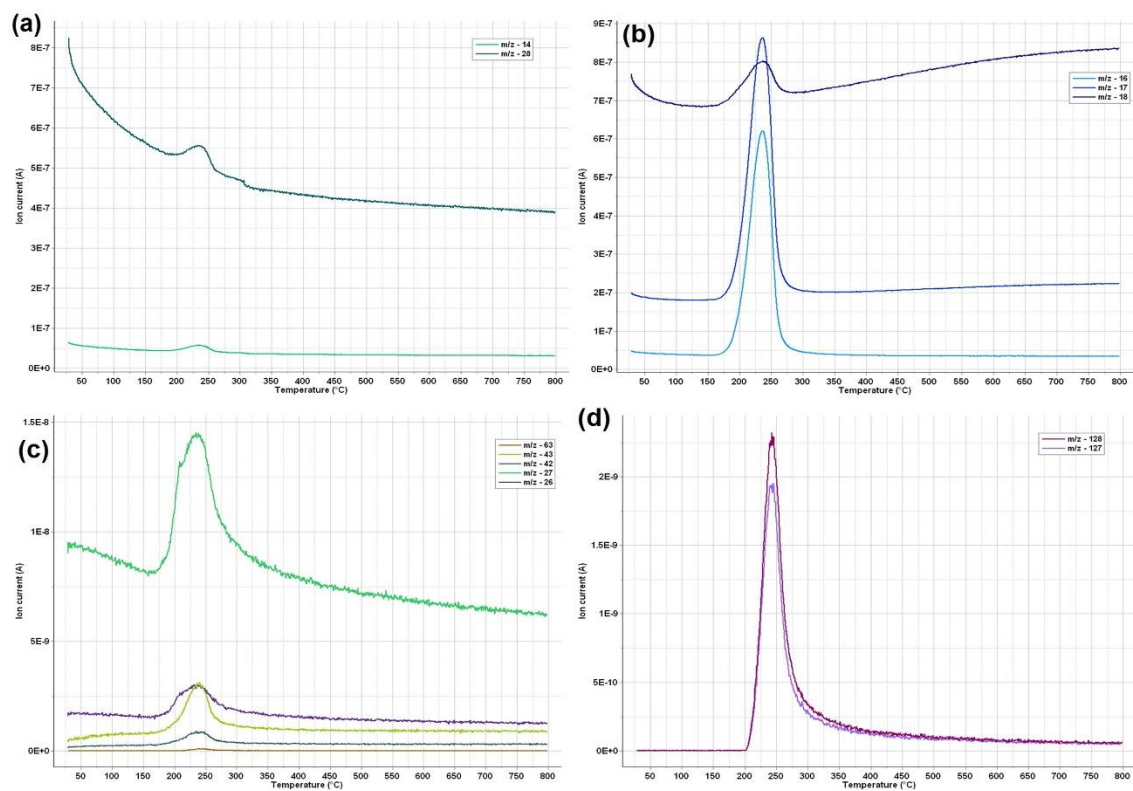 (a)
m/z - 14
m/z - 28
8E-7
7E-7
6E-7
5E-7
4E-7
3E-7
2E-7
1E-7
0E+0
Ion current (A)
50 100 150 200 250 300 350 400 450 500 550 600 650 700 750 800
Temperature (°C)
(b)
m/z - 16
m/z - 17
m/z - 18
9E-7
8E-7
7E-7
6E-7
5E-7
4E-7
3E-7
2E-7
1E-7
0E+0
Ion current (A)
50 100 150 200 250 300 350 400 450 500 550 600 650 700 750 800
Temperature (°C)
(c)
m/z - 63
m/z - 43
m/z - 42
m/z - 27
m/z - 26
1.5E-8
1E-8
5E-9
0E+0
Ion current (A)
50 100 150 200 250 300 350 400 450 500 550 600 650 700 750 800
Temperature (°C)
(d)
m/z - 128
m/z - 127
2E-9
1.5E-9
1E-9
5E-10
0E+0
Ion current (A)
50 100 150 200 250 300 350 400 450 500 550 600 650 700 750 800
Temperature (°C)